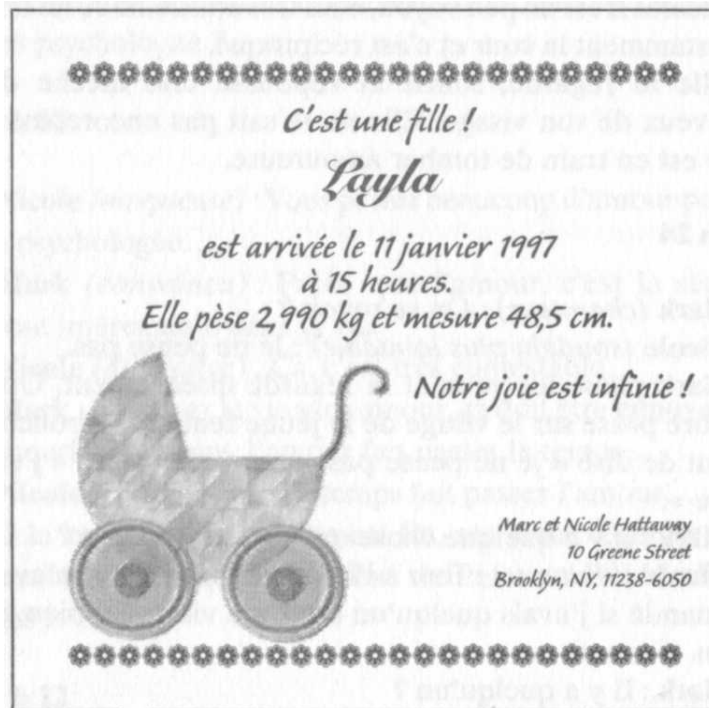 C'est une fille !
Layla
est arrivée le 11 janvier 1997
à 15 heures.
Elle pèse 2,990 kg et mesure 48,5 cm.
Notre joie est infinie !
Marc et Nicole Hattaway
10 Greene Street
Brooklyn, NY, 11238-6050